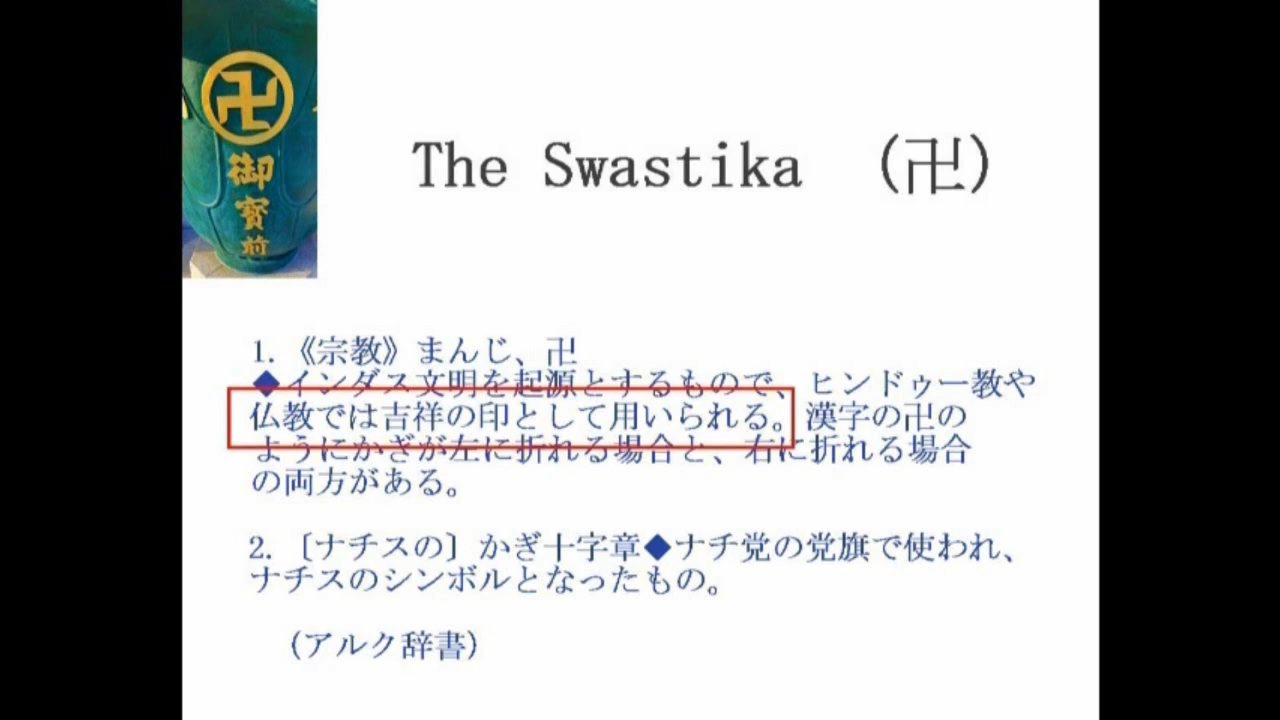 卍
御
寳
前
The Swastika (卍)
1. 《宗教》まんじ、卍
◆インダス文明を起源とするもので、ヒンドゥー教や
仏教では吉祥の印として用いられる。漢字の卍の
ようにかぎが左に折れる場合と、右に折れる場合
の両方がある。
2. 〔ナチスの〕かぎ十字章◆ナチ党の党旗で使われ、
ナチスのシンボルとなったもの。
(アルク辞書)